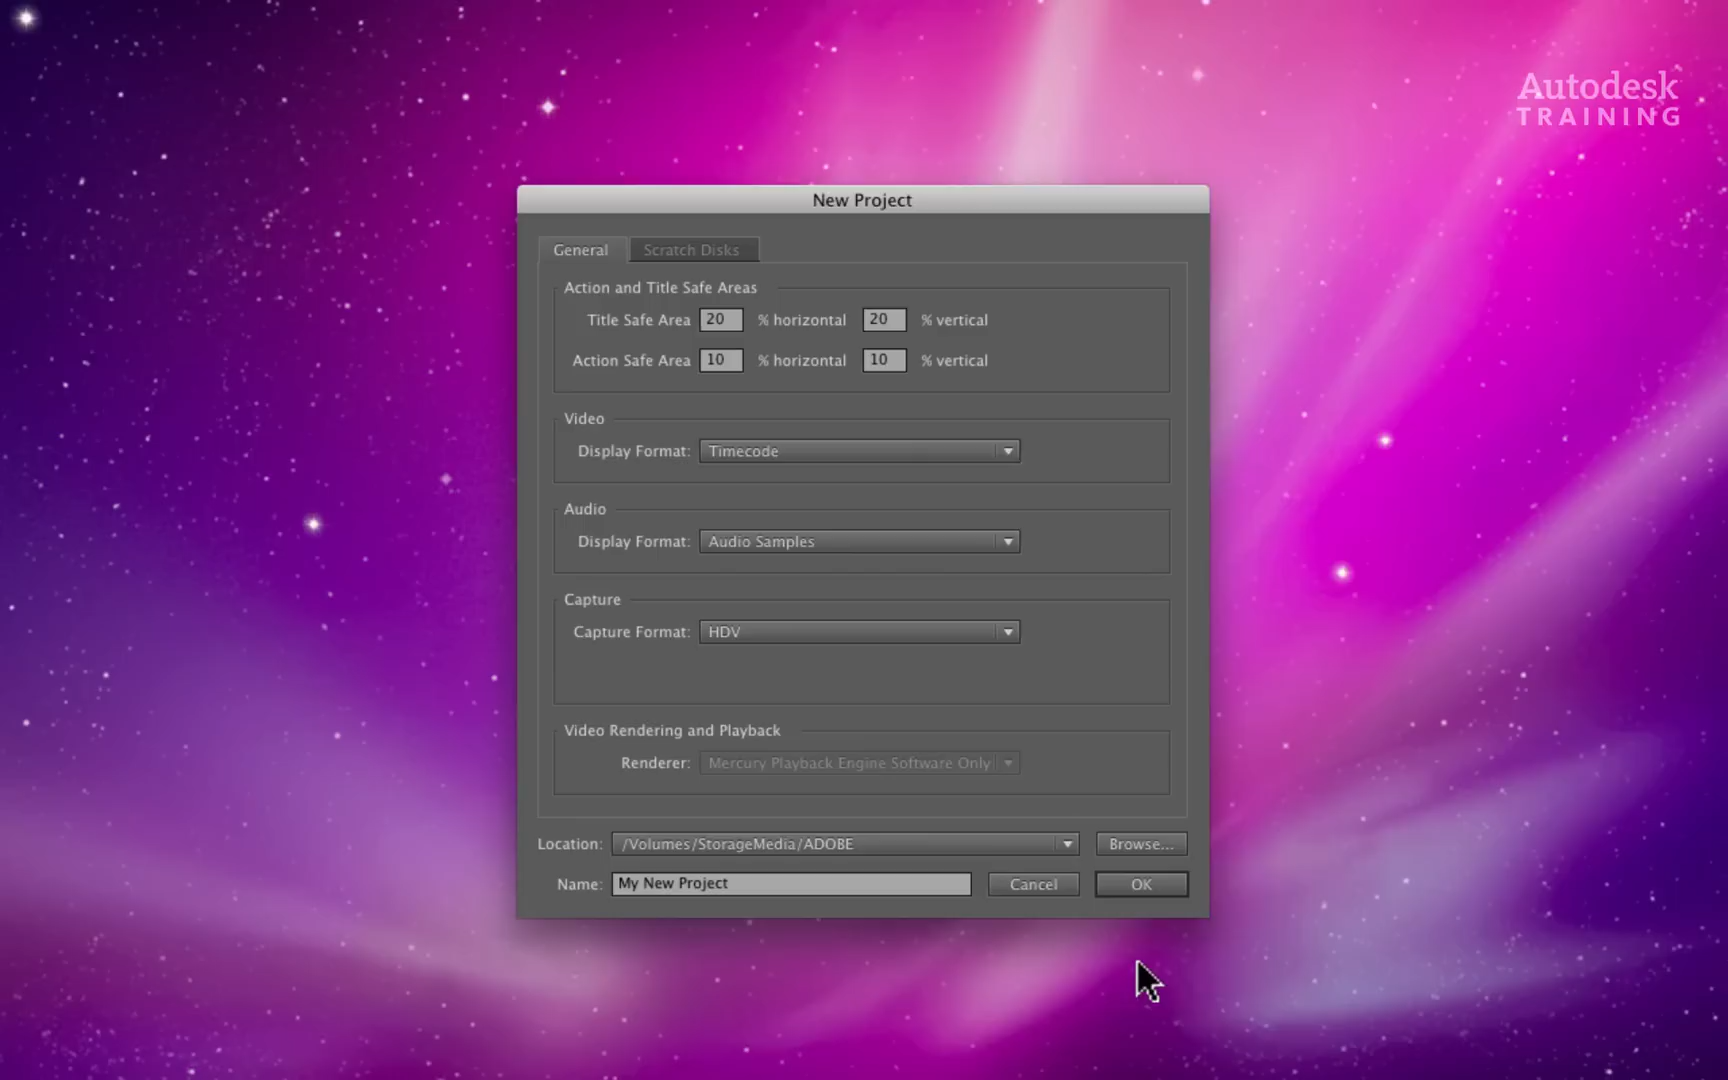 Autodesk
TRAINING
New Project
General Scratch Disks
Action and Title Safe Areas
Title Safe Area 20 % horizontal 20 % vertical
Action Safe Area 10 % horizontal 10 % vertical
Video
Display Format: Timecode
Audio
Display Format: Audio Samples
Capture
Capture Format: HDV
Video Rendering and Playback
Renderer: Mercury Playback Engine Software Only
Location: /Volumes/StorageMedia/ADOBE Browse...
Name: My New Project Cancel OK